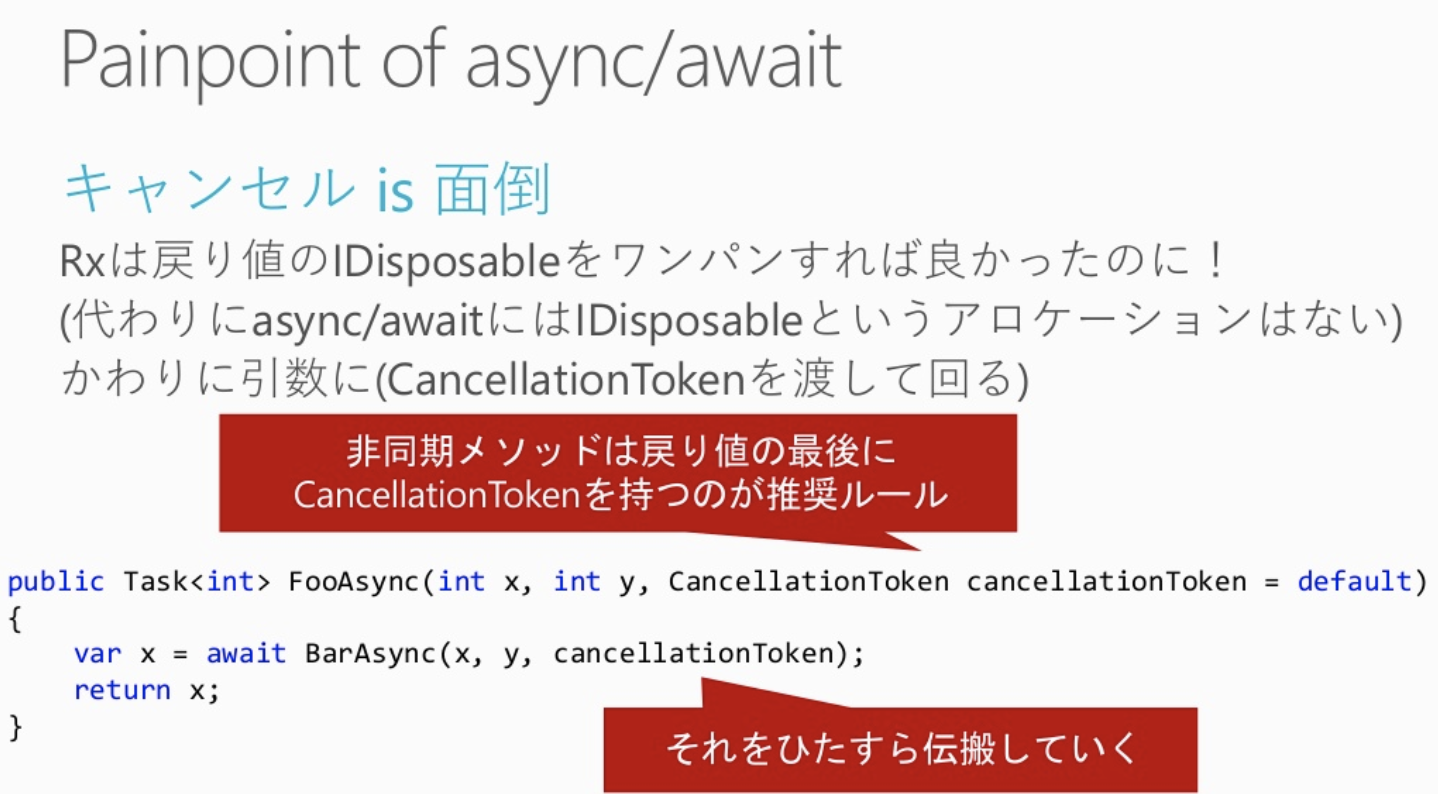 Painpoint of async/await
キャンセル is 面倒
Rxは戻り値のIDisposableをワンパンすれば良かったのに！
(代わりにasync/awaitにはIDisposableというアロケーションはない)
かわりに引数に(CancellationTokenを渡して回る)
非同期メソッドは戻り値の最後に
CancellationTokenを持つのが推奨ルール
public Task<int> FooAsync(int x, int y, CancellationToken cancellationToken = default)
{
    var x = await BarAsync(x, y, cancellationToken);
    return x;
}
それをひたすら伝搬していく